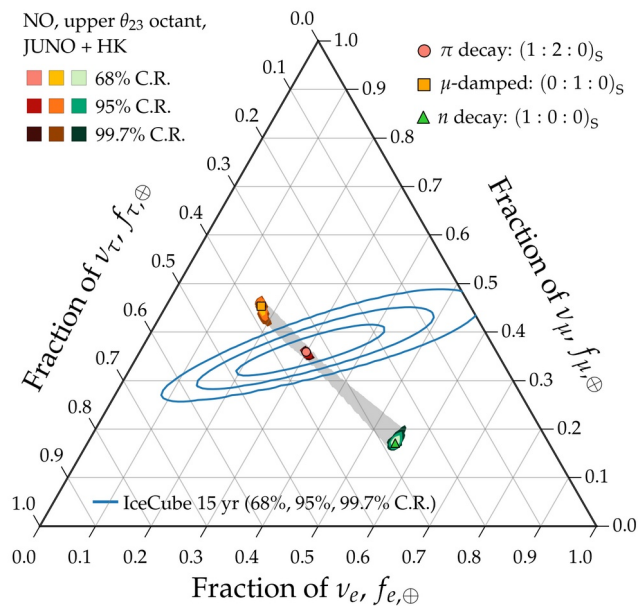 NO, upper θ₂₃ octant,
JUNO + HK
68% C.R.
95% C.R.
99.7% C.R.
π decay: (1 : 2 : 0)S
μ-damped: (0 : 1 : 0)S
n decay: (1 : 0 : 0)S
Fraction of ντ, fτ,⊕
0.0
0.1
0.2
0.3
0.4
0.5
0.6
0.7
0.8
0.9
1.0
Fraction of νμ, fμ,⊕
1.0
0.9
0.8
0.7
0.6
0.5
0.4
0.3
0.2
0.1
0.0
IceCube 15 yr (68%, 95%, 99.7% C.R.)
0.0 0.1 0.2 0.3 0.4 0.5 0.6 0.7 0.8 0.9 1.0
Fraction of νe, fe,⊕